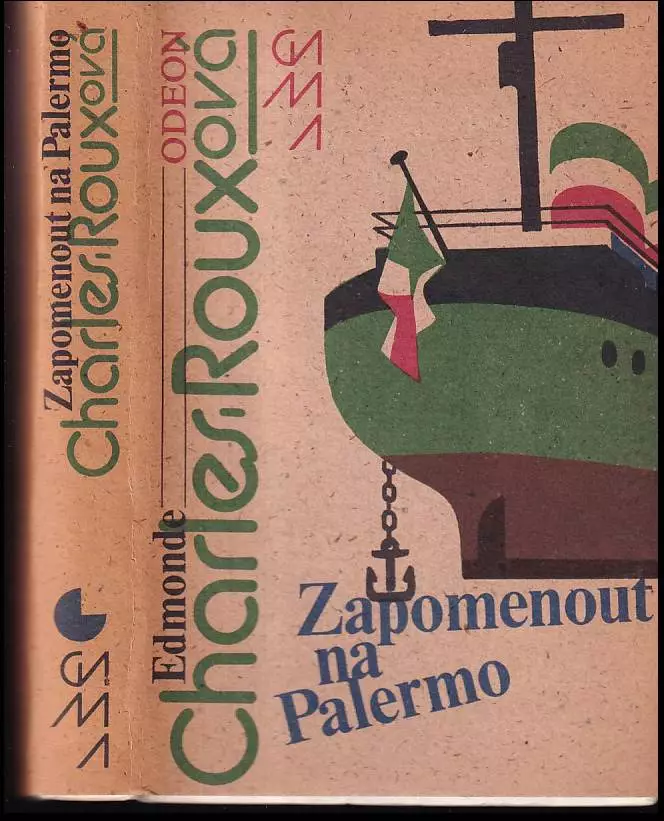 Zapomenout na Palermo
Charles-Rouxová
Edmonde
Charles-Rouxová
ODEON
Zapomenout
na
Palermo